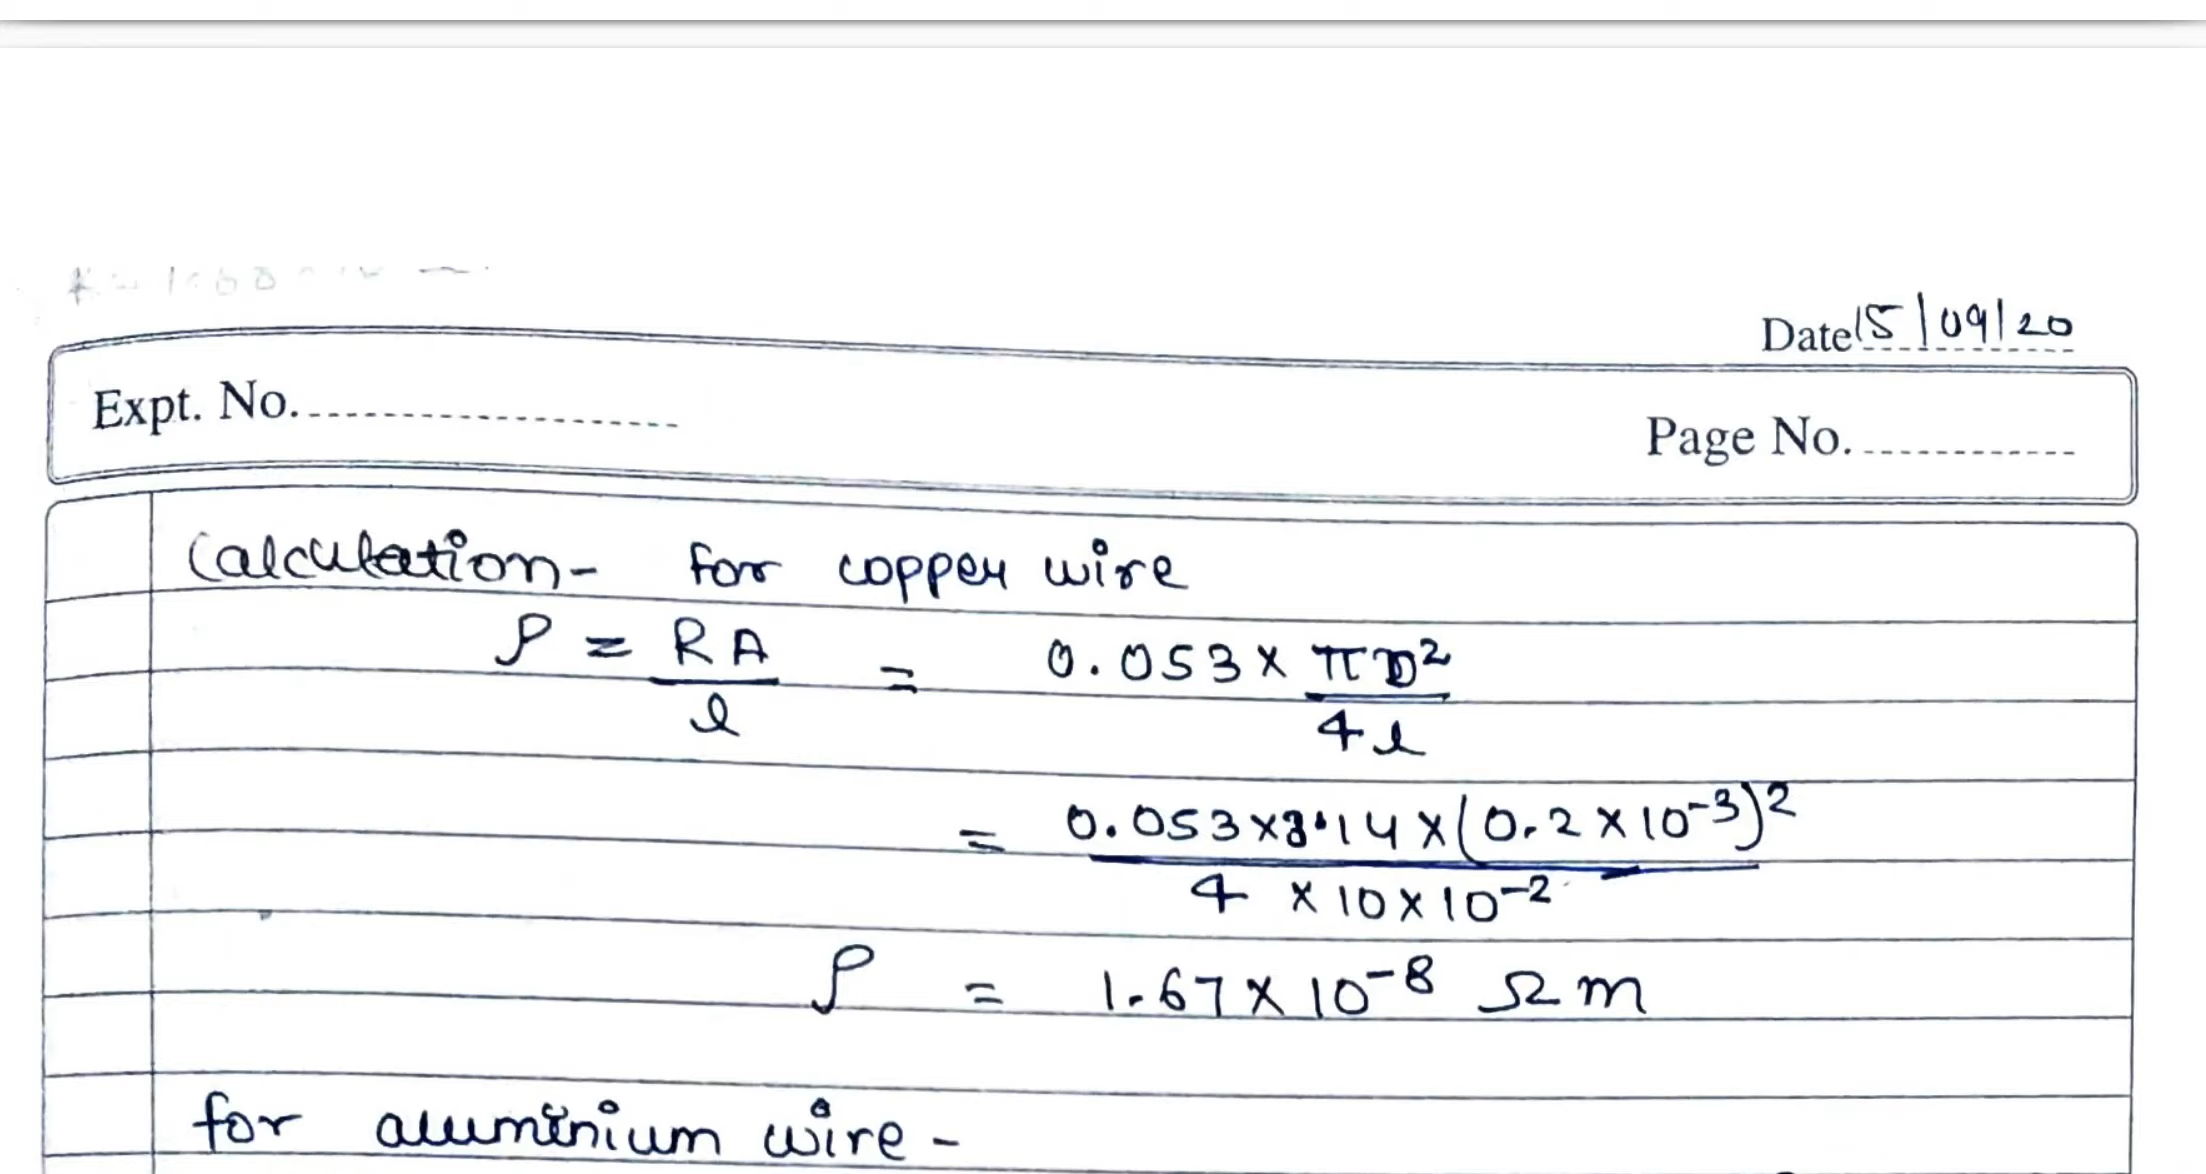 Date 15/09/20
Expt. No.
Page No.
Calculation- for copper wire
ρ = RA/l = 0.053 × πD²/4l
= 0.053×3.14×(0.2×10⁻³)²/4 ×10×10⁻²
ρ = 1.67×10⁻⁸ Ωm
for aluminium wire -